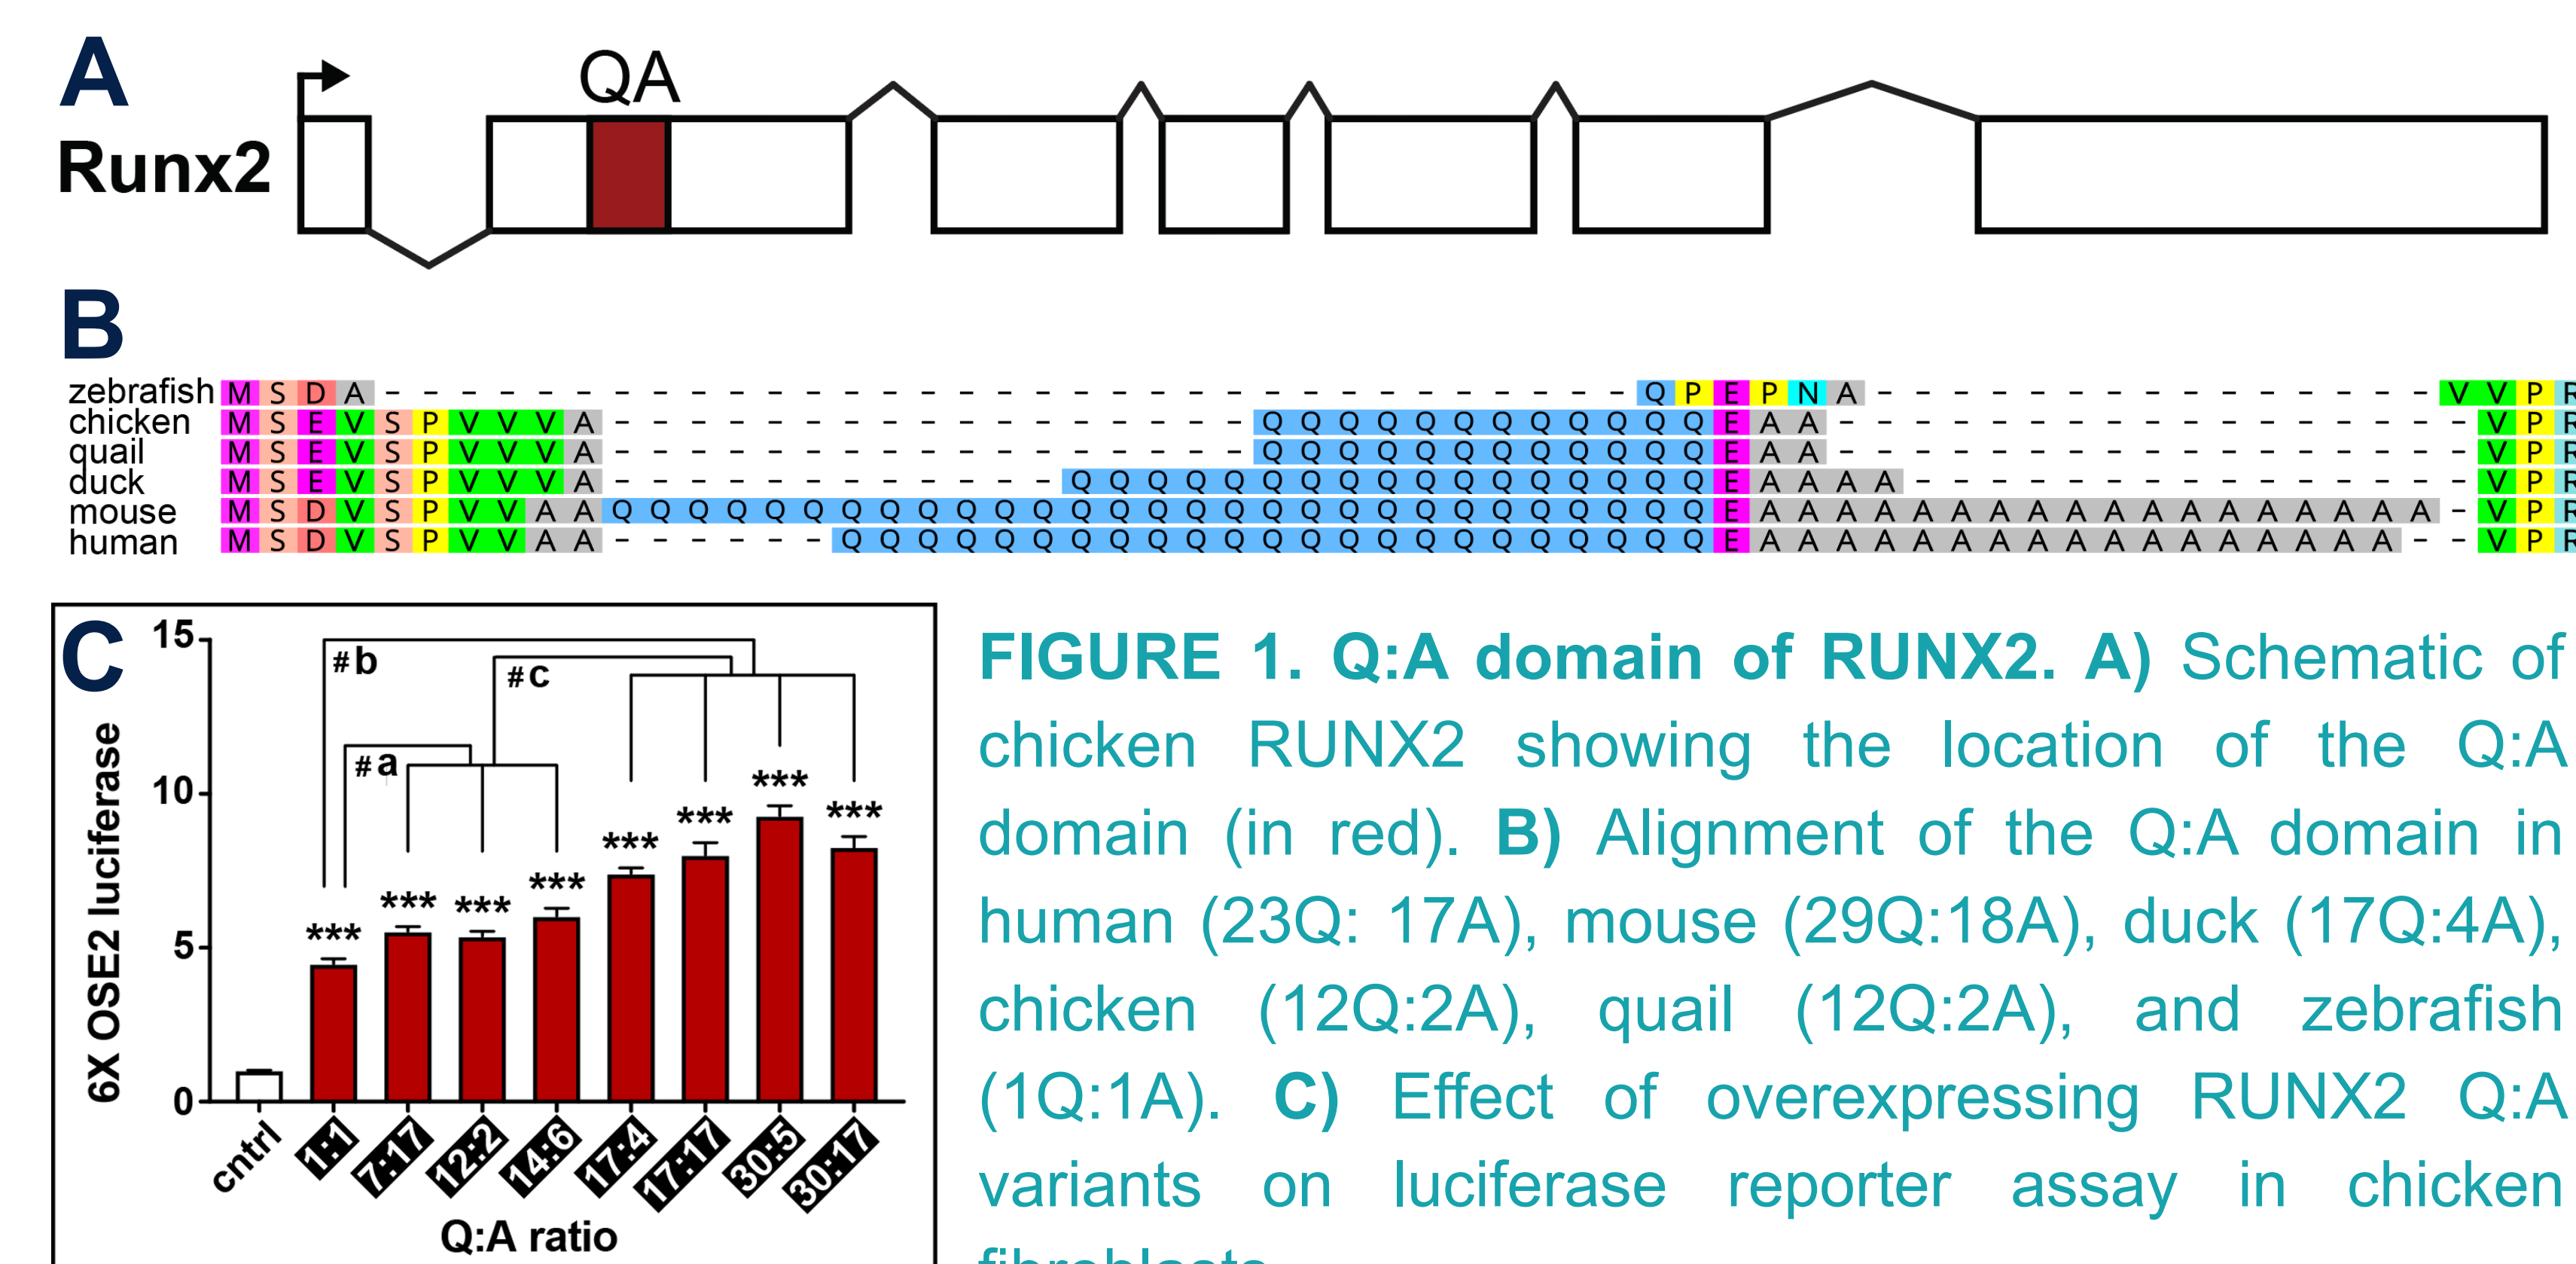 A
QA
Runx2
B
zebrafish M S D A - - - - - - - - - - - - - - - - - - - - - - - - - - - - - - - - - Q P E P N A - - - - - - - - - - - - - - - V V P R
chicken M S E V S P V V V A - - - - - - - - - - - - - - - - - Q Q Q Q Q Q Q Q Q Q Q Q E A A - - - - - - - - - - - - - - - - - V P R
quail M S E V S P V V V A - - - - - - - - - - - - - - - - - Q Q Q Q Q Q Q Q Q Q Q Q E A A - - - - - - - - - - - - - - - - - V P R
duck M S E V S P V V V A - - - - - - - - - - - - Q Q Q Q Q Q Q Q Q Q Q Q Q Q Q Q Q E A A A A - - - - - - - - - - - - - - - V P R
mouse M S D V S P V V A A Q Q Q Q Q Q Q Q Q Q Q Q Q Q Q Q Q Q Q Q Q Q Q Q Q Q Q Q Q E A A A A A A A A A A A A A A A A A A - V P R
human M S D V S P V V A A - - - - - - Q Q Q Q Q Q Q Q Q Q Q Q Q Q Q Q Q Q Q Q Q Q Q E A A A A A A A A A A A A A A A A A - - V P R
C
15
10
5
0
6X OSE2 luciferase
#b
#c
#a
***
***
***
***
***
***
***
***
cntrl
1:1
7:17
12:2
14:6
17:4
17:17
30:5
30:17
Q:A ratio
FIGURE 1. Q:A domain of RUNX2. A) Schematic of
chicken RUNX2 showing the location of the Q:A
domain (in red). B) Alignment of the Q:A domain in
human (23Q: 17A), mouse (29Q:18A), duck (17Q:4A),
chicken (12Q:2A), quail (12Q:2A), and zebrafish
(1Q:1A). C) Effect of overexpressing RUNX2 Q:A
variants on luciferase reporter assay in chicken
fibroblasts